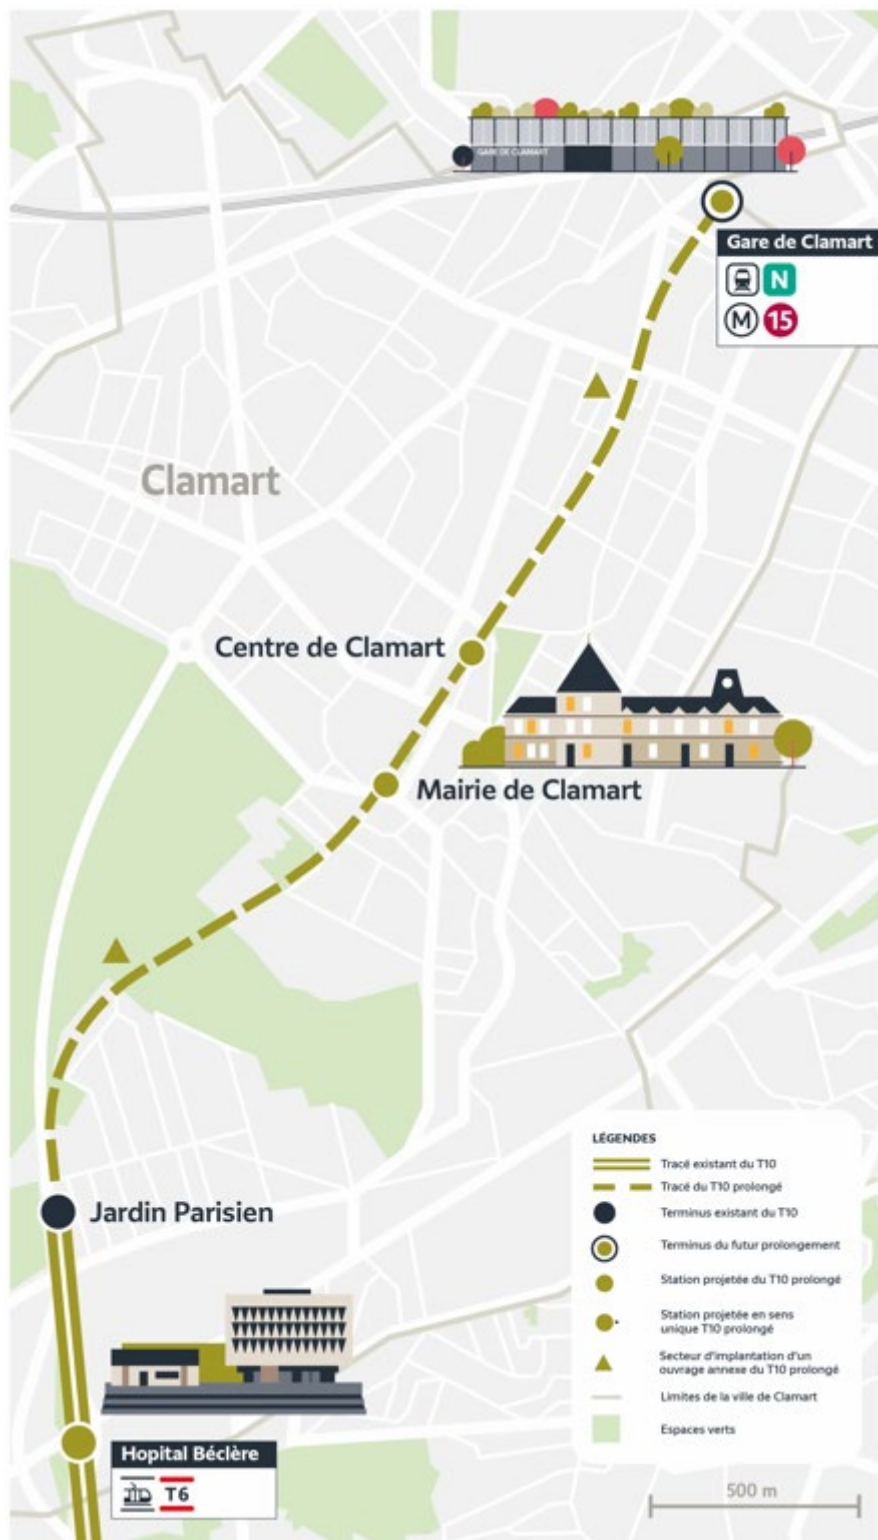 GARE DE CLAMART
Gare de Clamart
N
M 15
Clamart
Centre de Clamart
Mairie de Clamart
Jardin Parisien
Hopital Béclère
T6
LÉGENDES
Tracé existant du T10
Tracé du T10 prolongé
Terminus existant du T10
Terminus du futur prolongement
Station projetée du T10 prolongé
Station projetée en sens
unique T10 prolongé
Secteur d'implantation d'un
ouvrage annexe du T10 prolongé
Limites de la ville de Clamart
Espaces verts
500 m